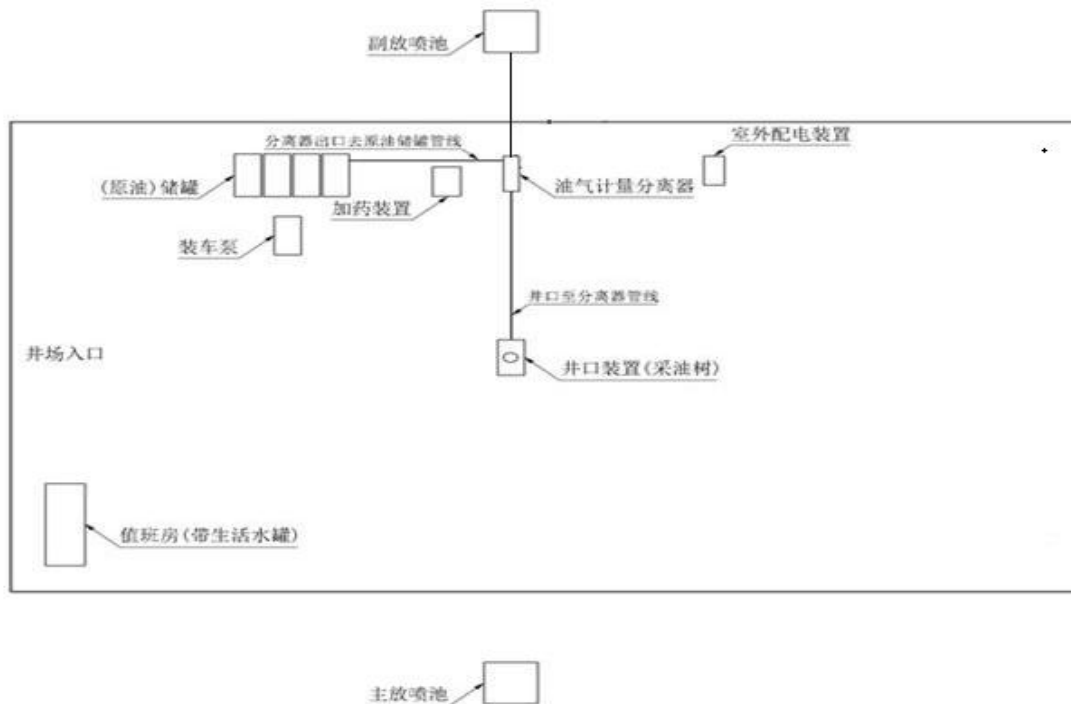 副放喷池
分离器出口去原油储罐管线
室外配电装置
(原油)储罐
加药装置
油气计量分离器
装车泵
井口至分离器管线
井场入口
井口装置(采油树)
值班房(带生活水罐)
主放喷池